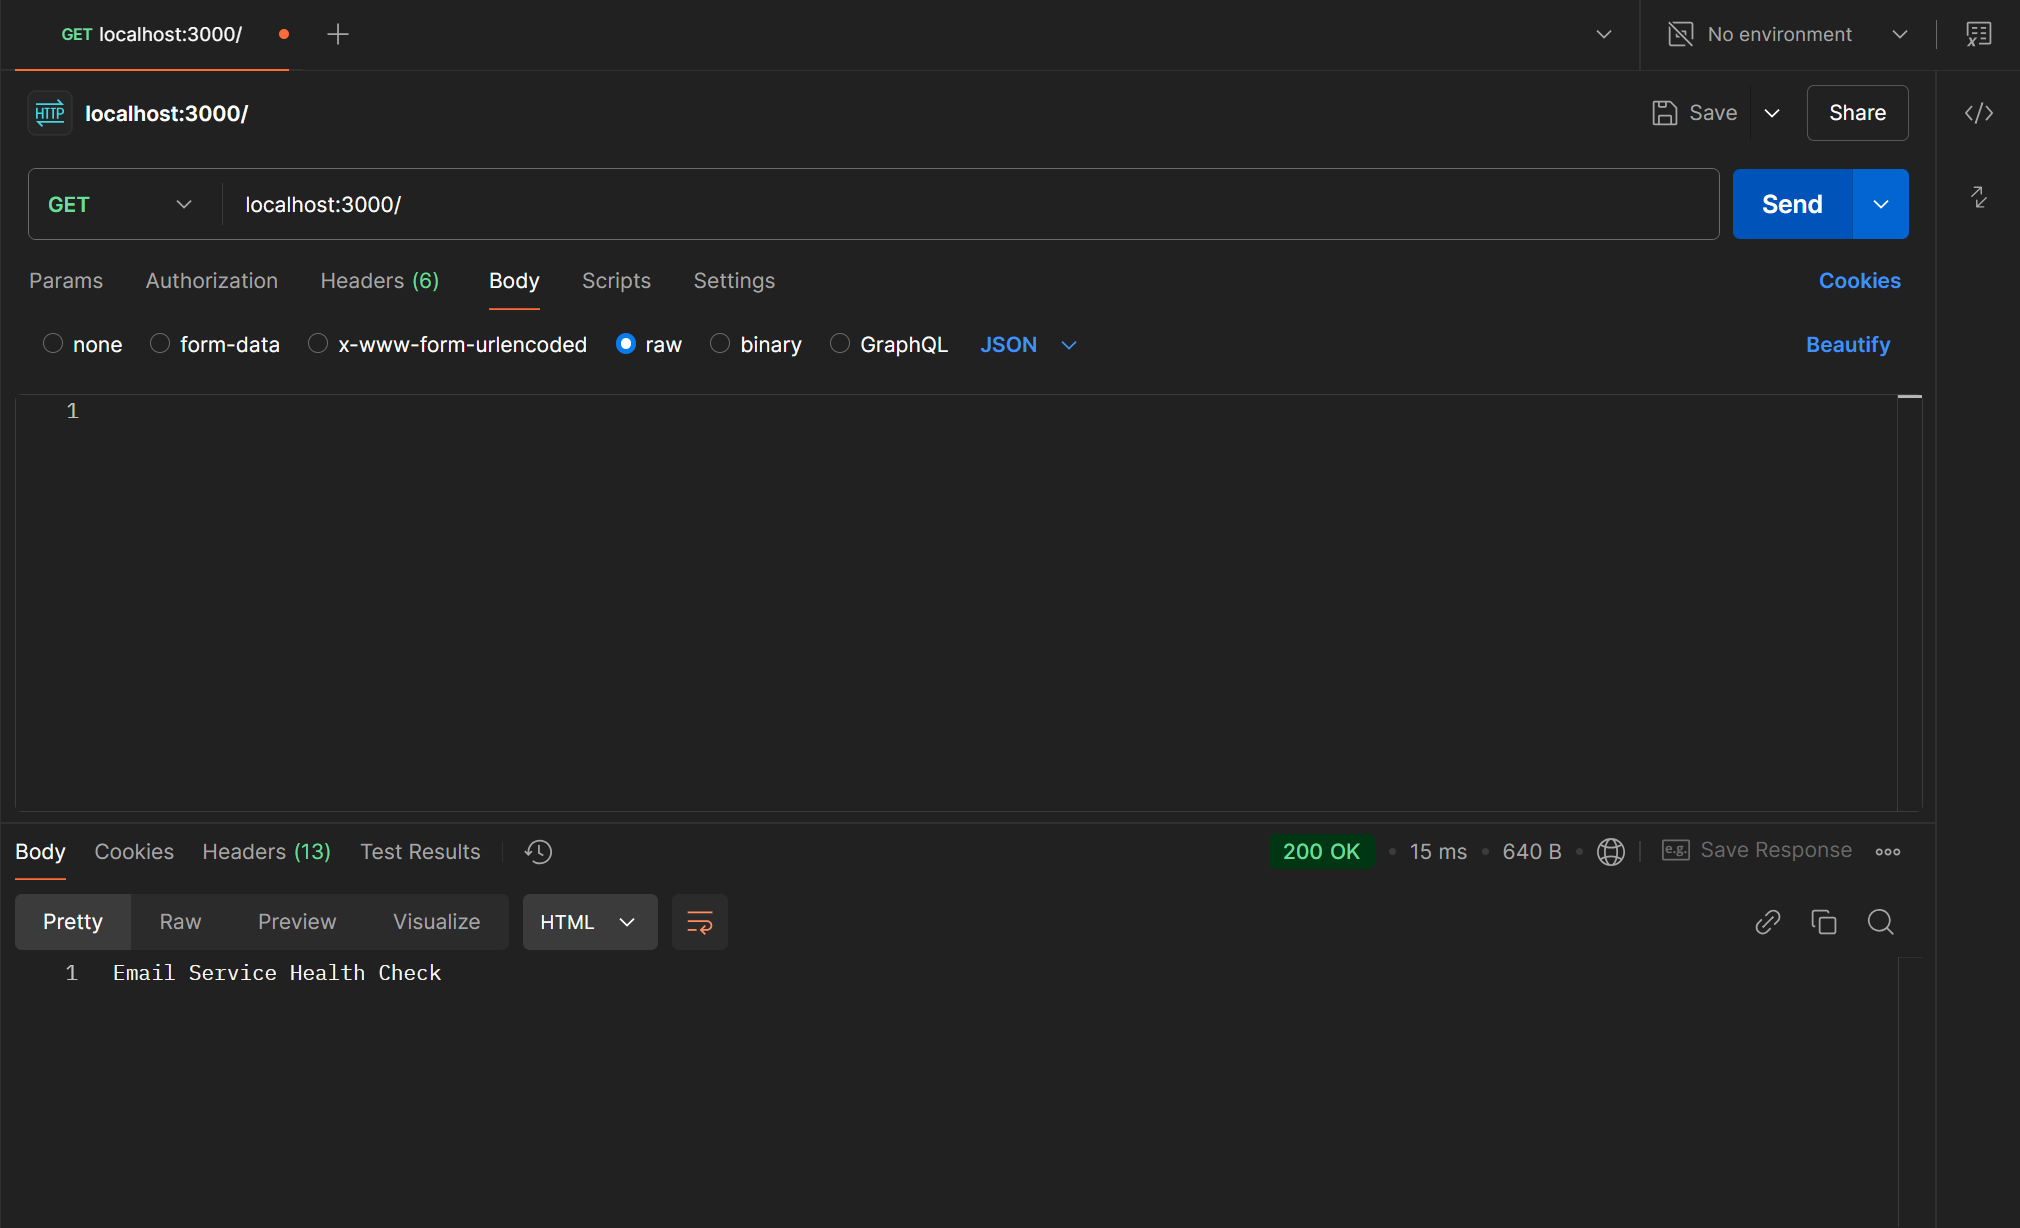 GET localhost:3000/
No environment
HTTP localhost:3000/
Save
Share
GET localhost:3000/
Send
Params Authorization Headers (6) Body Scripts Settings Cookies
none form-data x-www-form-urlencoded raw binary GraphQL JSON Beautify
1
Body Cookies Headers (13) Test Results 200 OK 15 ms 640 B e.g. Save Response
Pretty Raw Preview Visualize HTML
1 Email Service Health Check